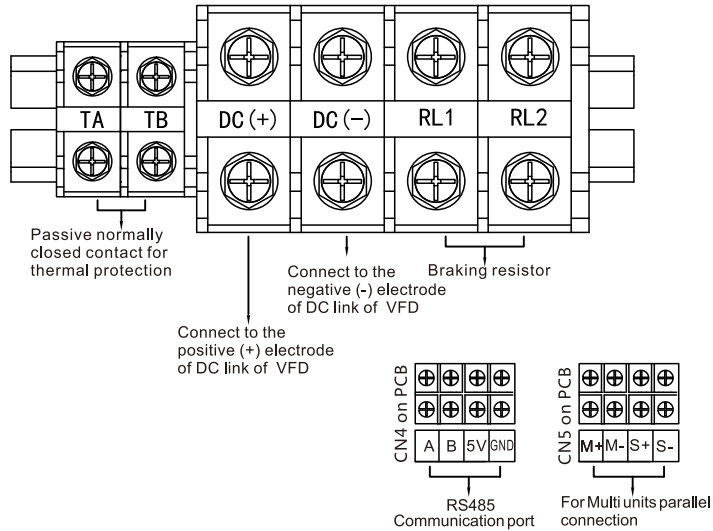 TA TB DC(+) DC(-) RL1 RL2
Passive normally
closed contact for
thermal protection
Connect to the
positive (+) electrode
of DC link of VFD
Connect to the
negative (-) electrode
of DC link of VFD
Braking resistor
CN4 on PCB
A B 5V GND
RS485
Communication port
CN5 on PCB
M+ M- S+ S-
For Multi units parallel
connection